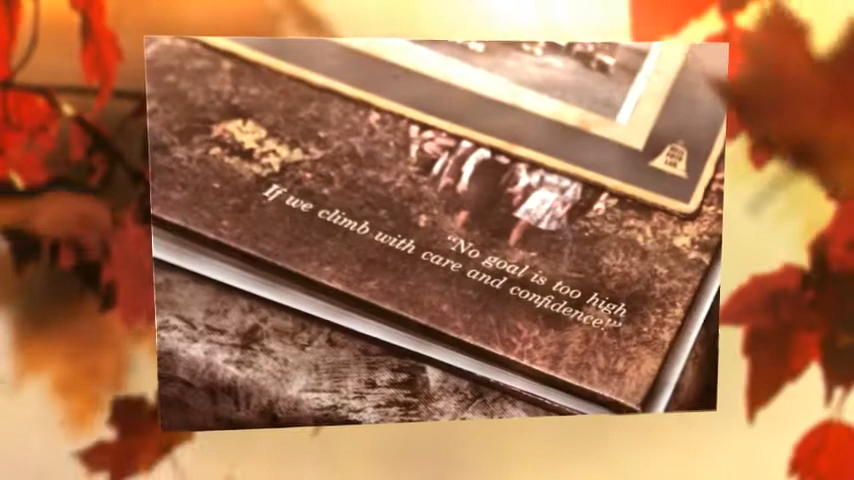 "No goal is too high
If we climb with care and confidence!"